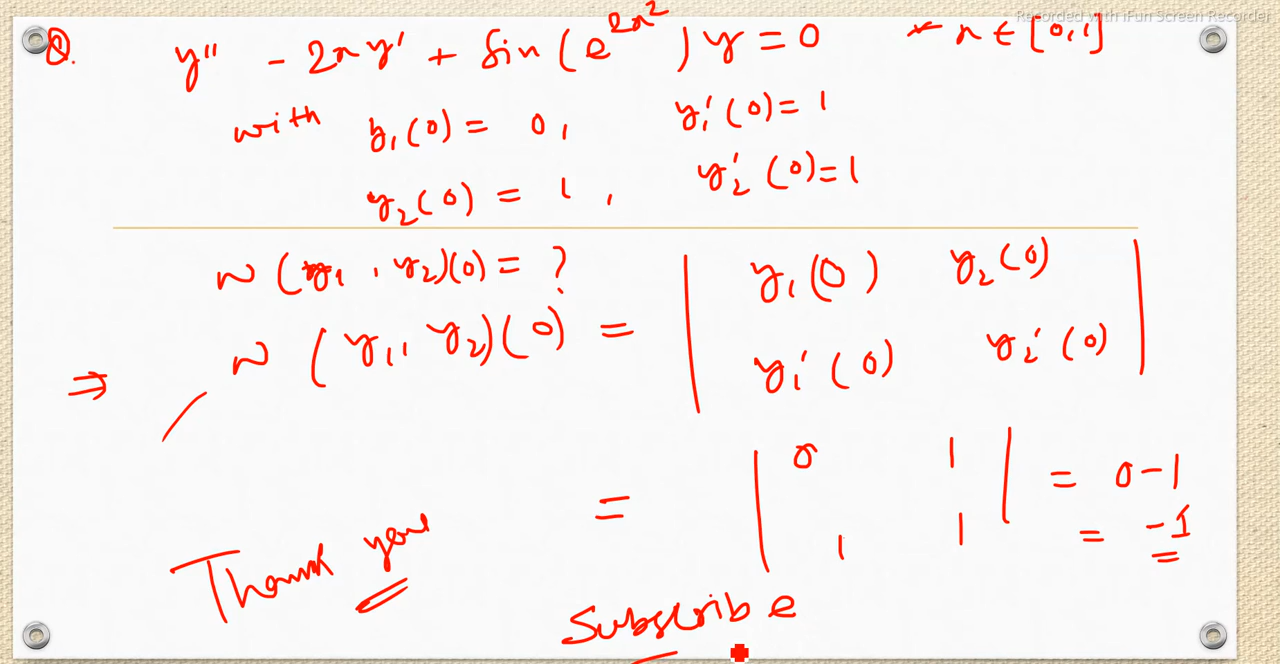 Recorded with iFun Screen Recorder
Q. y'' - 2x y' + Sin(e^{2x^2}) y = 0 x ∈ [0,1]
with y₁(0) = 0, y₁'(0) = 1
y₂(0) = 1, y₂'(0) = 1
W(y₁, y₂)(0) = ?
⇒ W(y₁, y₂)(0) = | y₁(0) y₂(0) |
| y₁'(0) y₂'(0) |
= | 0 1 | = 0-1
| 1 1 | = -1
Thank you
Subscribe